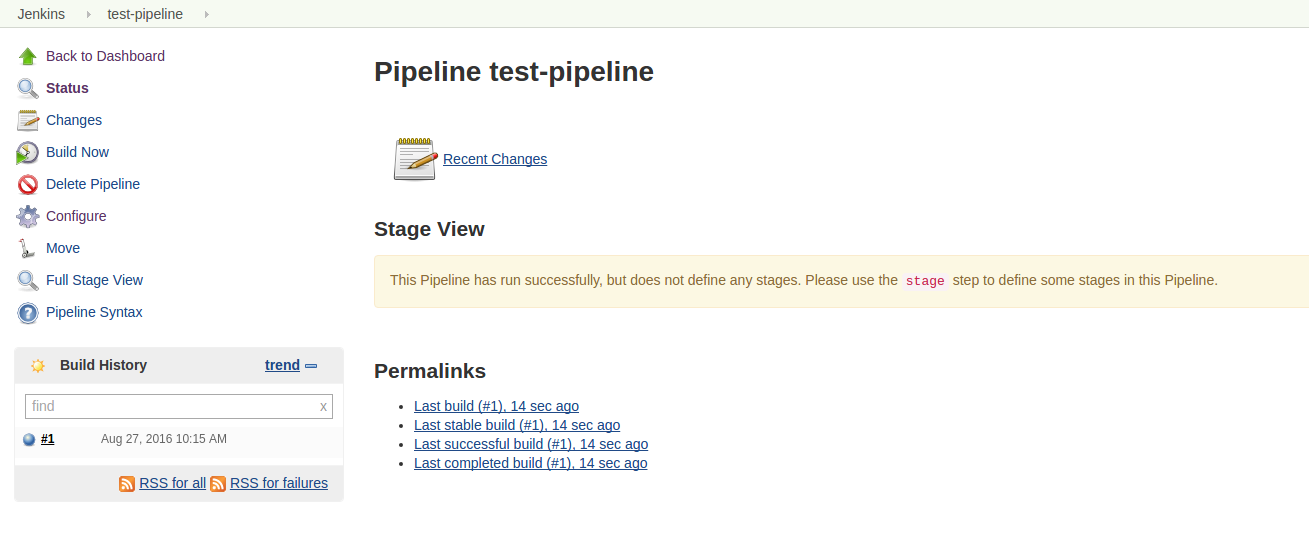 Jenkins test-pipeline
Back to Dashboard
Status
Changes
Build Now
Delete Pipeline
Configure
Move
Full Stage View
Pipeline Syntax
Build History trend
find x
#1 Aug 27, 2016 10:15 AM
RSS for all RSS for failures
Pipeline test-pipeline
Recent Changes
Stage View
This Pipeline has run successfully, but does not define any stages. Please use the stage step to define some stages in this Pipeline.
Permalinks
Last build (#1), 14 sec ago
Last stable build (#1), 14 sec ago
Last successful build (#1), 14 sec ago
Last completed build (#1), 14 sec ago